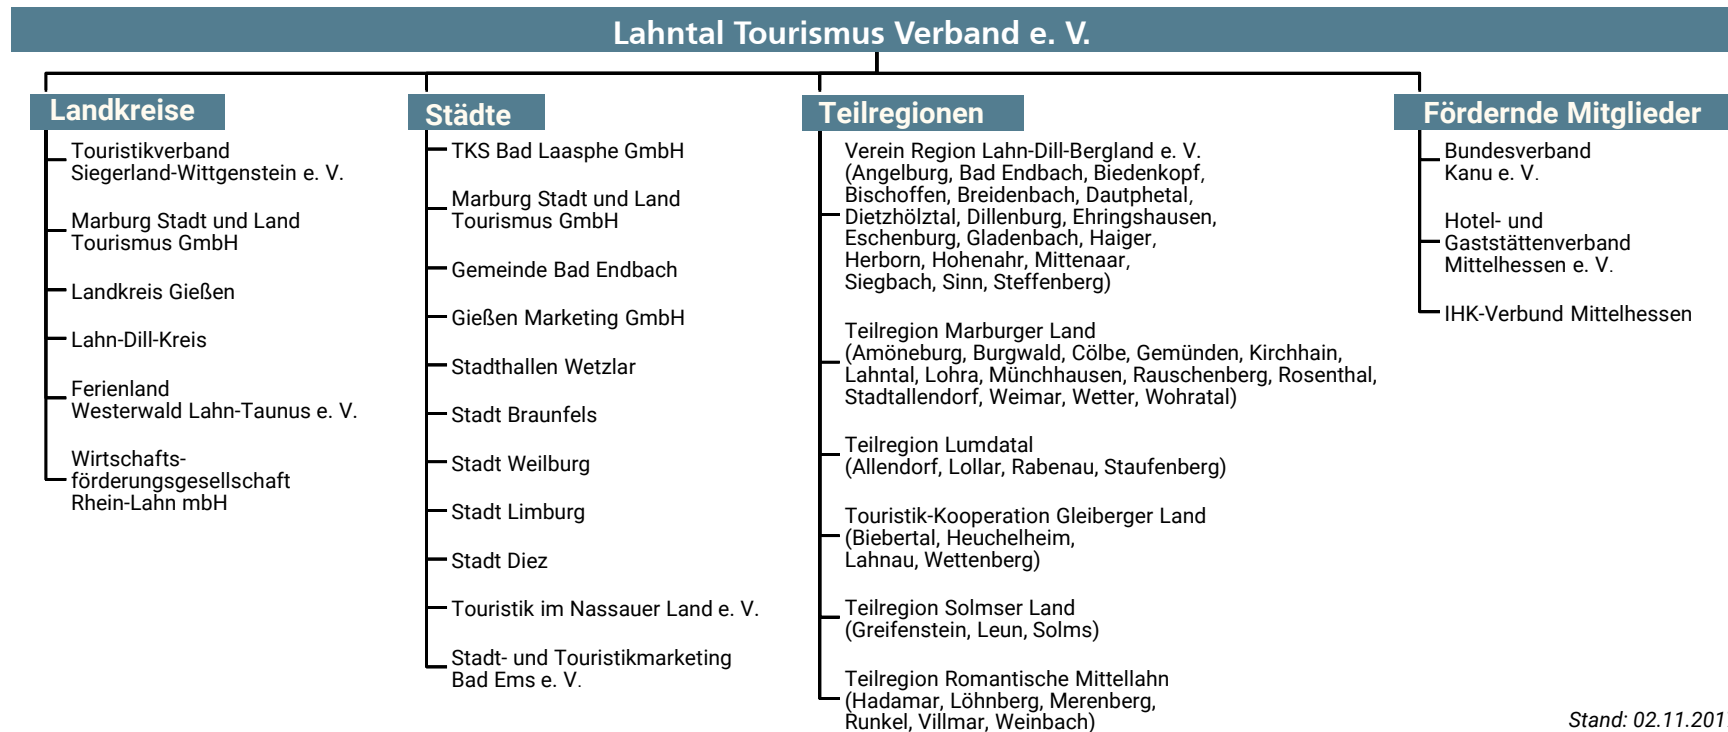 Lahntal Tourismus Verband e. V.
Landkreise
Touristikverband
Siegerland-Wittgenstein e. V.
Marburg Stadt und Land
Tourismus GmbH
Landkreis Gießen
Lahn-Dill-Kreis
Ferienland
Westerwald Lahn-Taunus e. V.
Wirtschafts-
förderungsgesellschaft
Rhein-Lahn mbH
Städte
TKS Bad Laasphe GmbH
Marburg Stadt und Land
Tourismus GmbH
Gemeinde Bad Endbach
Gießen Marketing GmbH
Stadthallen Wetzlar
Stadt Braunfels
Stadt Weilburg
Stadt Limburg
Stadt Diez
Touristik im Nassauer Land e. V.
Stadt- und Touristikmarketing
Bad Ems e. V.
Teilregionen
Verein Region Lahn-Dill-Bergland e. V.
(Angelburg, Bad Endbach, Biedenkopf,
Bischoffen, Breidenbach, Dautphetal,
Dietzhölztal, Dillenburg, Ehringshausen,
Eschenburg, Gladenbach, Haiger,
Herborn, Hohenahr, Mittenaar,
Siegbach, Sinn, Steffenberg)
Teilregion Marburger Land
(Amöneburg, Burgwald, Cölbe, Gemünden, Kirchhain,
Lahntal, Lohra, Münchhausen, Rauschenberg, Rosenthal,
Stadtallendorf, Weimar, Wetter, Wohratal)
Teilregion Lumdatal
(Allendorf, Lollar, Rabenau, Staufenberg)
Touristik-Kooperation Gleiberger Land
(Biebertal, Heuchelheim,
Lahnau, Wettenberg)
Teilregion Solmser Land
(Greifenstein, Leun, Solms)
Teilregion Romantische Mittellahn
(Hadamar, Löhnberg, Merenberg,
Runkel, Villmar, Weinbach)
Fördernde Mitglieder
Bundesverband
Kanu e. V.
Hotel- und
Gaststättenverband
Mittelhessen e. V.
IHK-Verbund Mittelhessen
Stand: